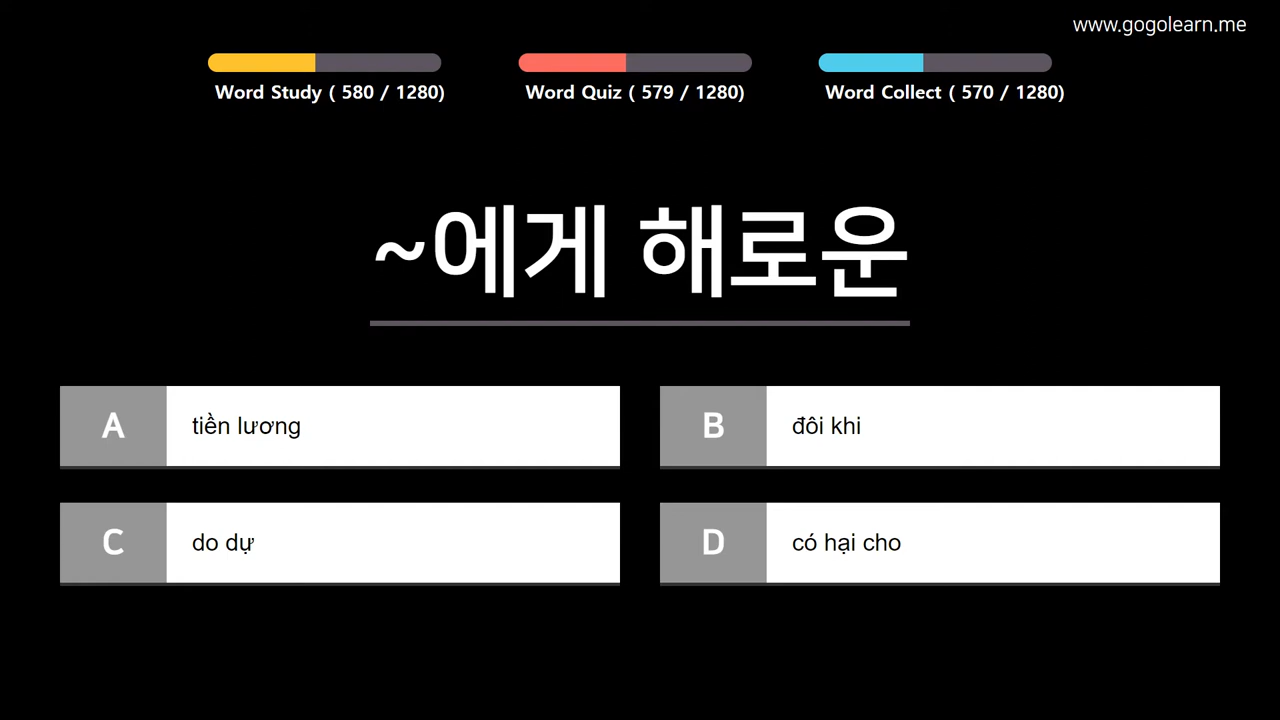 www.gogolearn.me
Word Study ( 580 / 1280)
Word Quiz ( 579 / 1280)
Word Collect ( 570 / 1280)
~에게 해로운
A tiền lương
B đôi khi
C do dự
D có hại cho